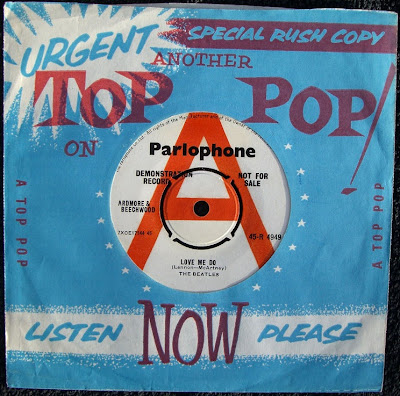 URGENT
SPECIAL RUSH COPY
ANOTHER
TOP POP!
ON
Parlophone
DEMONSTRATION RECORD
NOT FOR SALE
A
ARDMORE &
BEECHWOOD
45-R 4949
LOVE ME DO
(Lennon—McArtney)
THE BEATLES
A TOP POP
A TOP POP
LISTEN NOW PLEASE